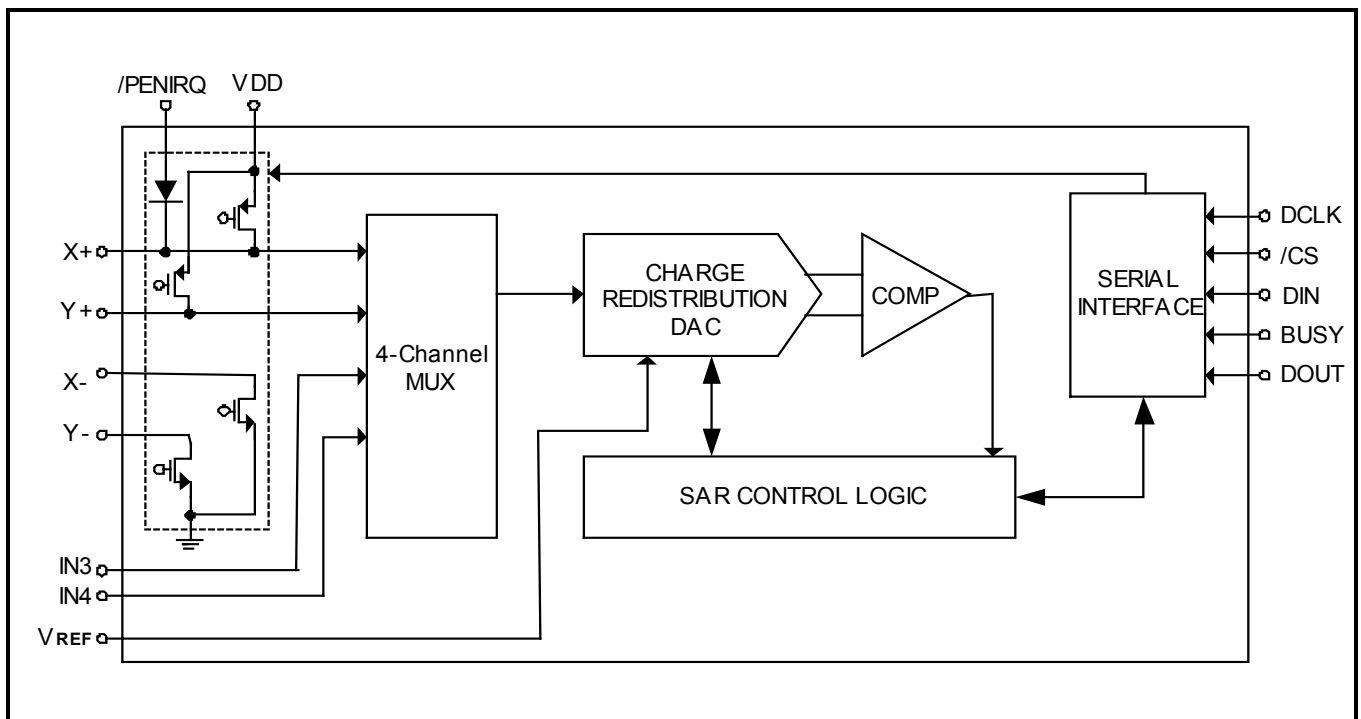 /PENIRQ VDD
X+
Y+
X-
Y-
IN3
IN4
VREF
4-Channel
MUX
CHARGE
REDISTRIBUTION
DAC
COMP
SAR CONTROL LOGIC
SERIAL
INTERFACE
DCLK
/CS
DIN
BUSY
DOUT